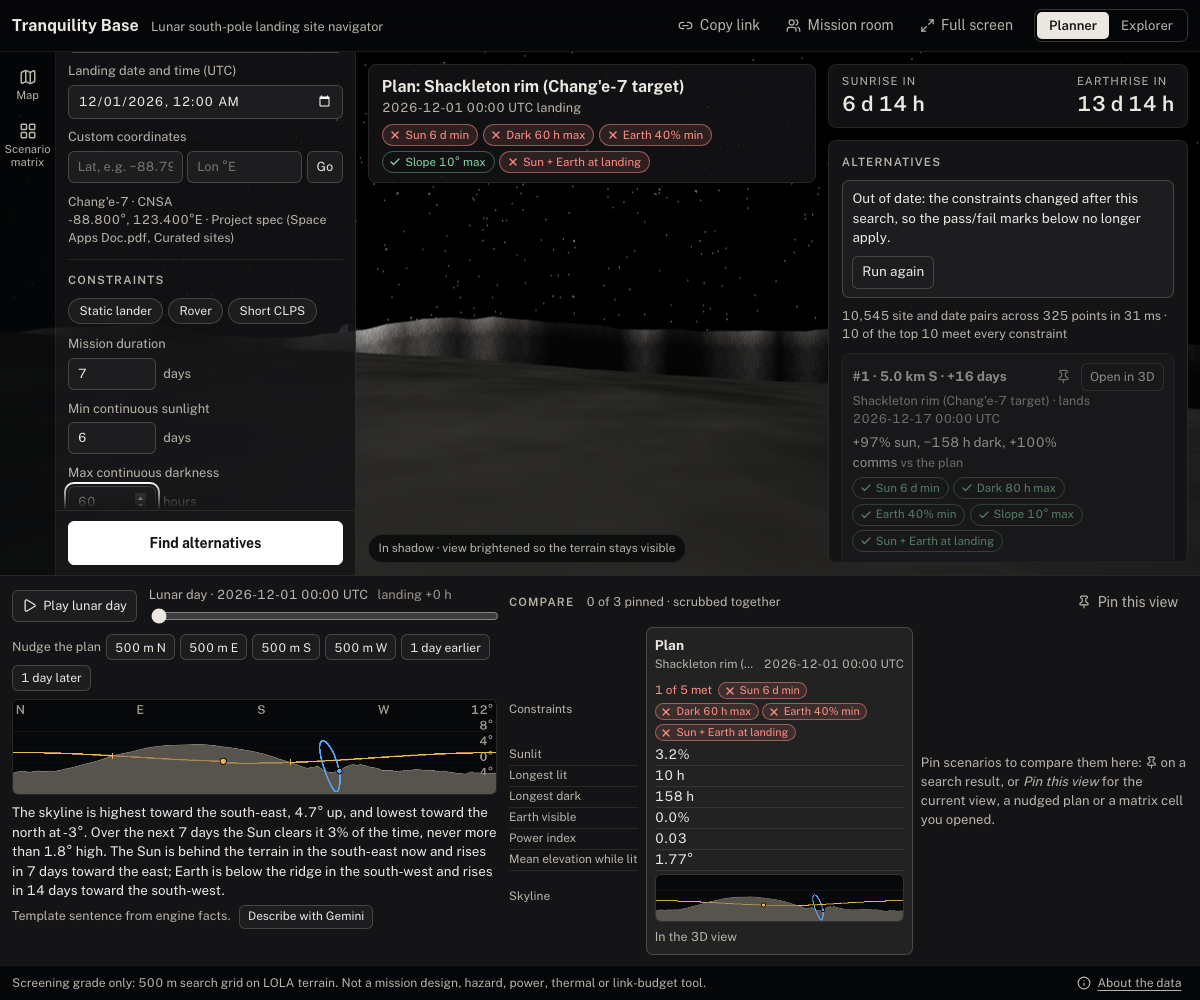 Tranquility Base Lunar south-pole landing site navigator
Copy link Mission room Full screen Planner Explorer
Map
Scenario
matrix
Landing date and time (UTC)
12/01/2026, 12:00 AM
Custom coordinates
Lat, e.g. −88.79 Lon °E Go
Chang'e-7 · CNSA
-88.800°, 123.400°E · Project spec (Space
Apps Doc.pdf, Curated sites)
CONSTRAINTS
Static lander Rover Short CLPS
Mission duration
7 days
Min continuous sunlight
6 days
Max continuous darkness
60 hours
Find alternatives
Plan: Shackleton rim (Chang'e-7 target)
2026-12-01 00:00 UTC landing
Sun 6 d min Dark 60 h max Earth 40% min
Slope 10° max Sun + Earth at landing
In shadow · view brightened so the terrain stays visible
SUNRISE IN EARTHRISE IN
6 d 14 h 13 d 14 h
ALTERNATIVES
Out of date: the constraints changed after this
search, so the pass/fail marks below no longer
apply.
Run again
10,545 site and date pairs across 325 points in 31 ms ·
10 of the top 10 meet every constraint
#1 · 5.0 km S · +16 days Open in 3D
Shackleton rim (Chang'e-7 target) · lands
2026-12-17 00:00 UTC
+97% sun, −158 h dark, +100%
comms vs the plan
Sun 6 d min Dark 80 h max
Earth 40% min Slope 10° max
Sun + Earth at landing
Play lunar day
Lunar day · 2026-12-01 00:00 UTC landing +0 h
Nudge the plan 500 m N 500 m E 500 m S 500 m W 1 day earlier
1 day later
N E S W 12°
8°
4°
0°
-4°
The skyline is highest toward the south-east, 4.7° up, and lowest toward the
north at -3°. Over the next 7 days the Sun clears it 3% of the time, never more
than 1.8° high. The Sun is behind the terrain in the south-east now and rises
in 7 days toward the east; Earth is below the ridge in the south-west and rises
in 14 days toward the south-west.
Template sentence from engine facts. Describe with Gemini
COMPARE 0 of 3 pinned · scrubbed together Pin this view
Plan
Shackleton rim (... 2026-12-01 00:00 UTC
Constraints
1 of 5 met Sun 6 d min
Dark 60 h max Earth 40% min
Sun + Earth at landing
Sunlit 3.2%
Longest lit 10 h
Longest dark 158 h
Earth visible 0.0%
Power index 0.03
Mean elevation while lit 1.77°
Skyline
In the 3D view
Pin scenarios to compare them here: on a
search result, or Pin this view for the
current view, a nudged plan or a matrix cell
you opened.
Screening grade only: 500 m search grid on LOLA terrain. Not a mission design, hazard, power, thermal or link-budget tool.
About the data